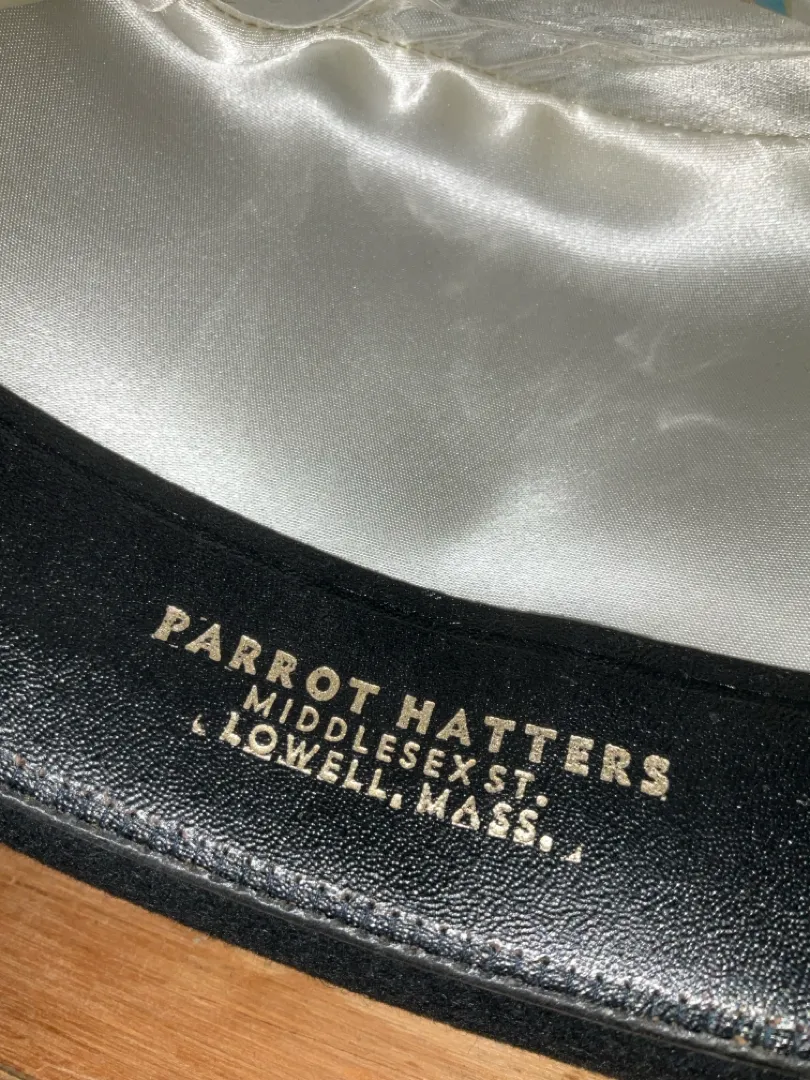 PARROT HATTERS
MIDDLESEX ST.
LOWELL, MASS.